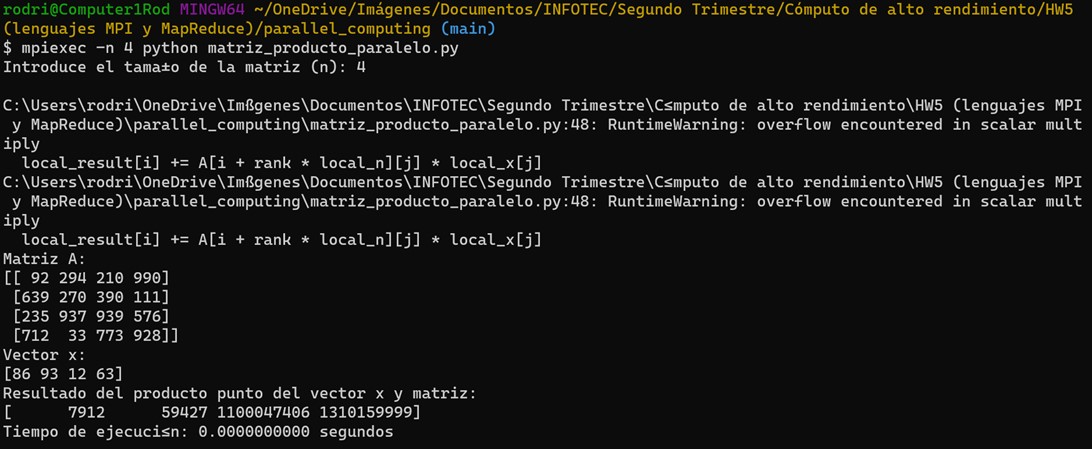 rodri@Computer1Rod MINGW64 ~/OneDrive/Imágenes/Documentos/INFOTEC/Segundo Trimestre/Cómputo de alto rendimiento/HW5
(lenguajes MPI y MapReduce)/parallel_computing (main)
$ mpiexec -n 4 python matriz_producto_paralelo.py
Introduce el tama±o de la matriz (n): 4
C:\Users\rodri\OneDrive\Imßgenes\Documentos\INFOTEC\Segundo Trimestre\C≤mputo de alto rendimiento\HW5 (lenguajes MPI
 y MapReduce)\parallel_computing\matriz_producto_paralelo.py:48: RuntimeWarning: overflow encountered in scalar mult
iply
  local_result[i] += A[i + rank * local_n][j] * local_x[j]
C:\Users\rodri\OneDrive\Imßgenes\Documentos\INFOTEC\Segundo Trimestre\C≤mputo de alto rendimiento\HW5 (lenguajes MPI
 y MapReduce)\parallel_computing\matriz_producto_paralelo.py:48: RuntimeWarning: overflow encountered in scalar mult
iply
  local_result[i] += A[i + rank * local_n][j] * local_x[j]
Matriz A:
[[ 92 294 210 990]
 [639 270 390 111]
 [235 937 939 576]
 [712  33 773 928]]
Vector x:
[86 93 12 63]
Resultado del producto punto del vector x y matriz:
[      7912      59427 1100047406 1310159999]
Tiempo de ejecuci≤n: 0.0000000000 segundos